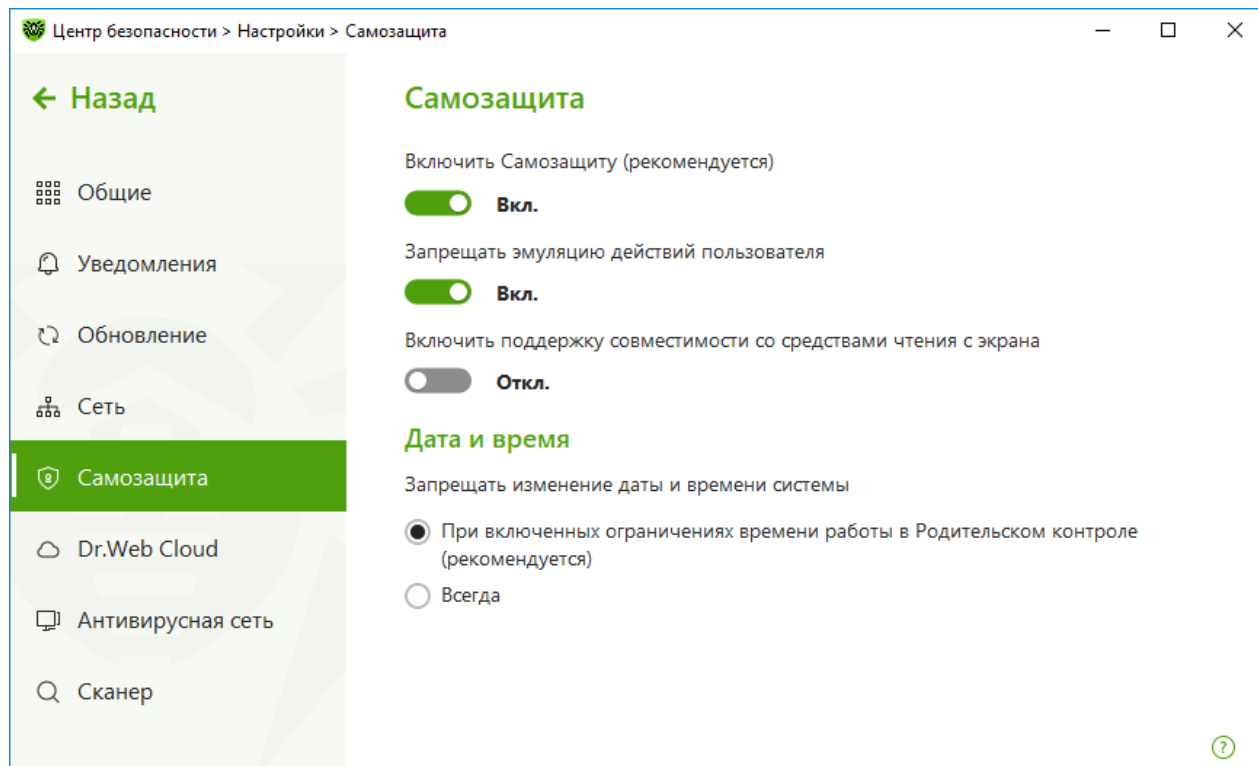 Центр безопасности > Настройки > Самозащита
Назад
Общие
Уведомления
Обновление
Сеть
Самозащита
Dr.Web Cloud
Антивирусная сеть
Сканер
Самозащита
Включить Самозащиту (рекомендуется)
Вкл.
Запрещать эмуляцию действий пользователя
Вкл.
Включить поддержку совместимости со средствами чтения с экрана
Откл.
Дата и время
Запрещать изменение даты и времени системы
При включенных ограничениях времени работы в Родительском контроле
(рекомендуется)
Всегда
?